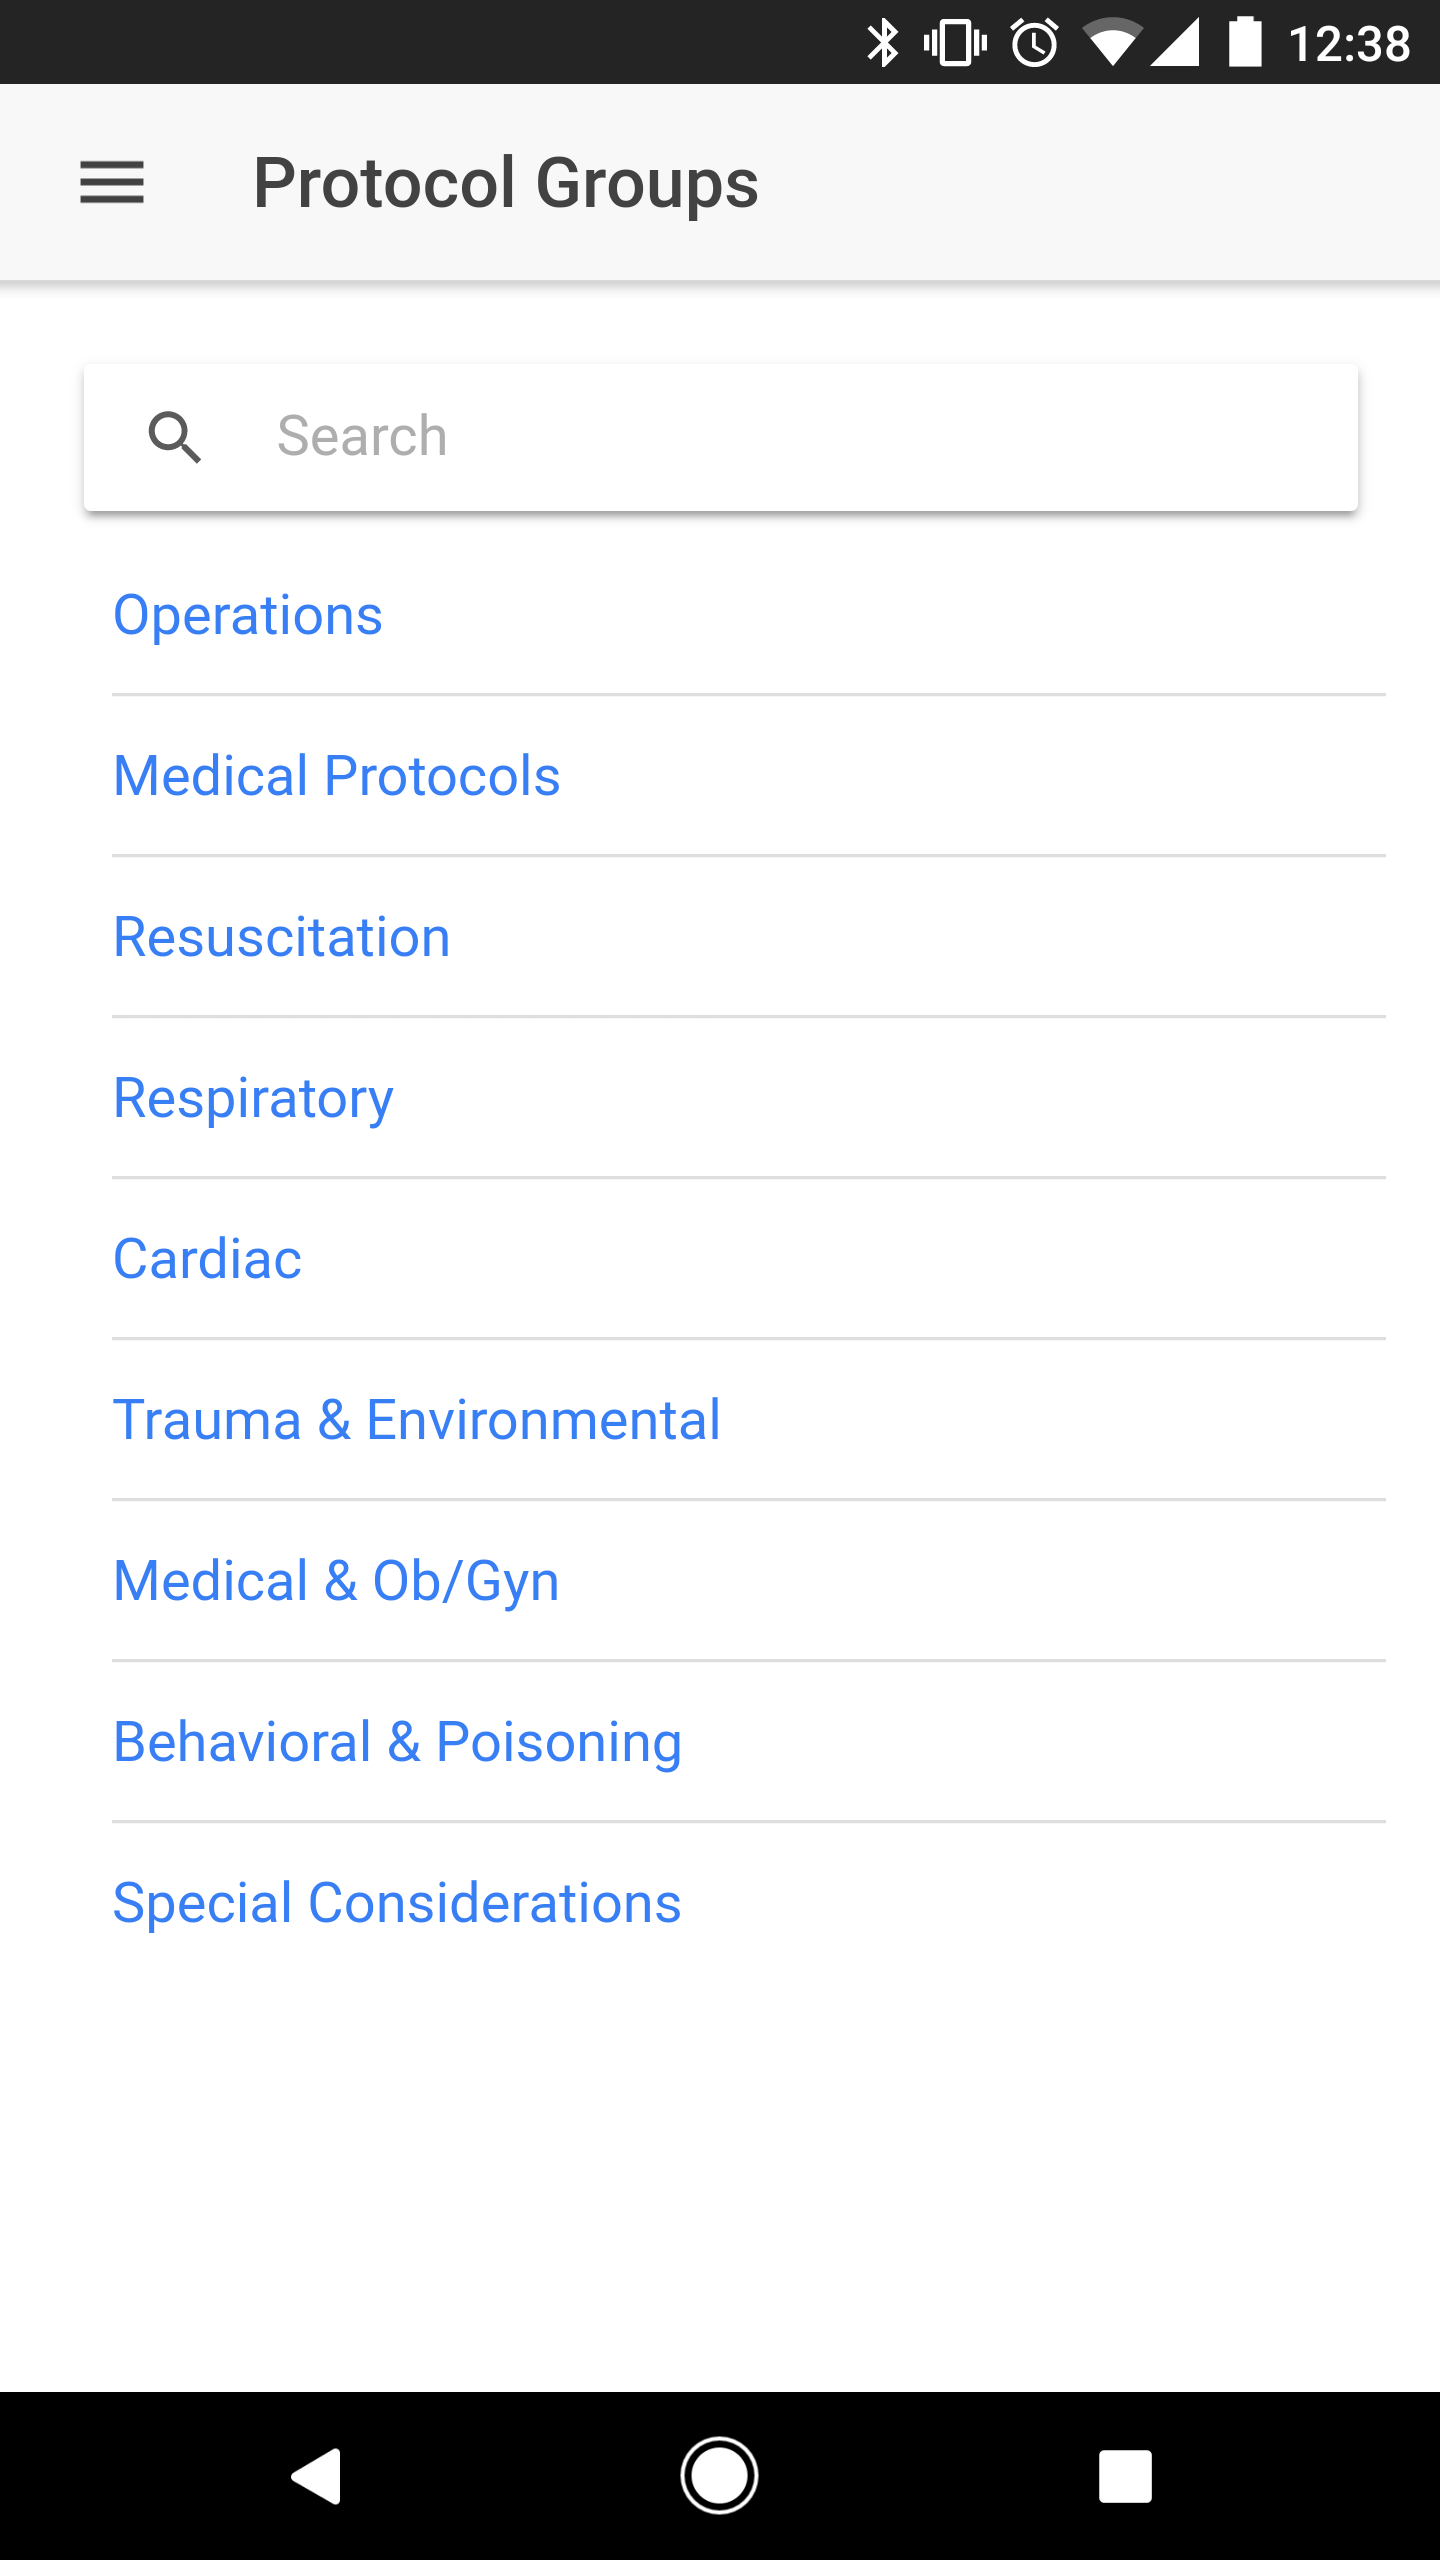 12:38
Protocol Groups
Search
Operations
Medical Protocols
Resuscitation
Respiratory
Cardiac
Trauma & Environmental
Medical & Ob/Gyn
Behavioral & Poisoning
Special Considerations